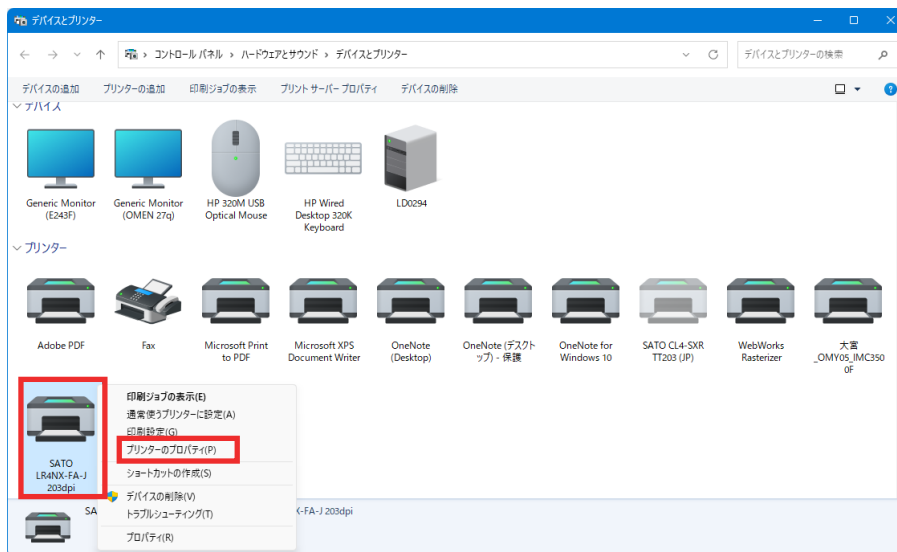 デバイスとプリンター
コントロール パネル › ハードウェアとサウンド › デバイスとプリンター
デバイスとプリンターの検索
デバイスの追加 プリンターの追加 印刷ジョブの表示 プリント サーバー プロパティ デバイスの削除
デバイス
Generic Monitor
(E243F)
Generic Monitor
(OMEN 27q)
HP 320M USB
Optical Mouse
HP Wired
Desktop 320K
Keyboard
LD0294
プリンター
Adobe PDF
Fax
Microsoft Print
to PDF
Microsoft XPS
Document Writer
OneNote
(Desktop)
OneNote (デスクト
ップ) - 保護
OneNote for
Windows 10
SATO CL4-SXR
TT203 (JP)
WebWorks
Rasterizer
大宮
_OMY05_IMC350
0F
SATO
LR4NX-FA-J
203dpi
印刷ジョブの表示(E)
通常使うプリンターに設定(A)
印刷設定(G)
プリンターのプロパティ(P)
ショートカットの作成(S)
デバイスの削除(V)
トラブルシューティング(T)
プロパティ(R)
SA
X-FA-J 203dpi